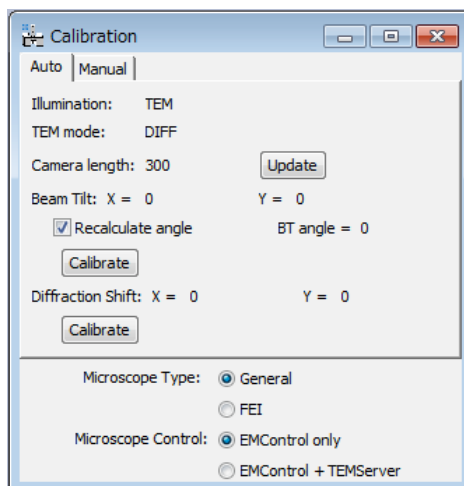 Calibration
Auto Manual
Illumination: TEM
TEM mode: DIFF
Camera length: 300 Update
Beam Tilt: X = 0 Y = 0
Recalculate angle BT angle = 0
Calibrate
Diffraction Shift: X = 0 Y = 0
Calibrate
Microscope Type: General
FEI
Microscope Control: EMControl only
EMControl + TEMServer